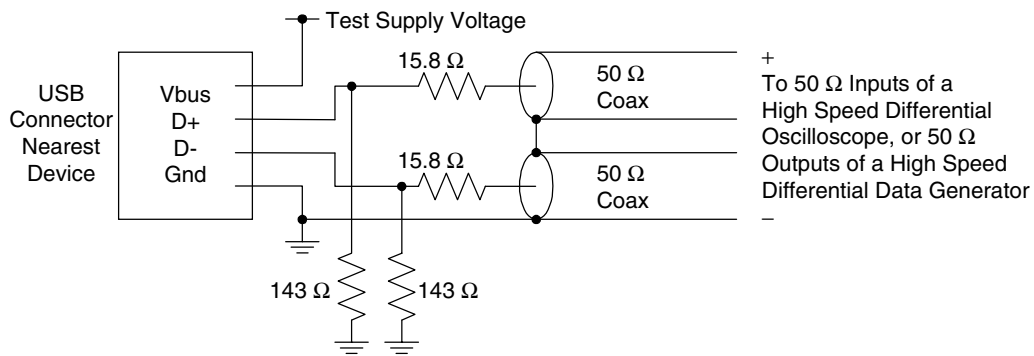 Test Supply Voltage
USB
Connector
Nearest
Device
Vbus
D+
D-
Gnd
15.8 Ω
50 Ω
Coax
15.8 Ω
50 Ω
Coax
+
To 50 Ω Inputs of a
High Speed Differential
Oscilloscope, or 50 Ω
Outputs of a High Speed
Differential Data Generator
−
143 Ω
143 Ω